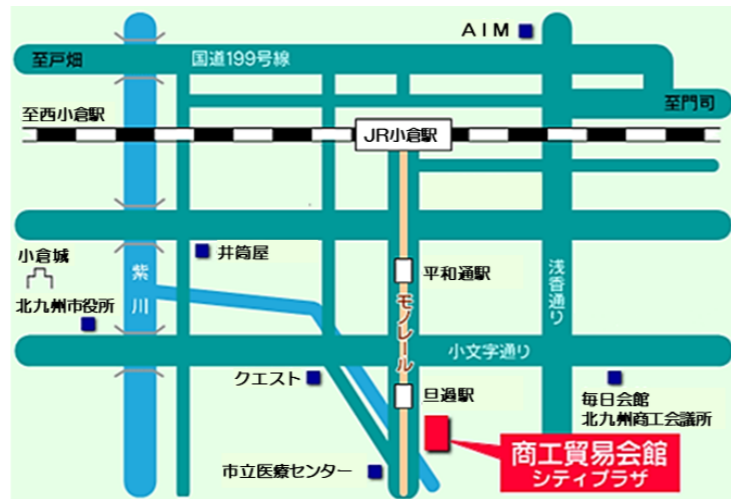 AIM
至戸畑
国道199号線
至門司
至西小倉駅
JR小倉駅
小倉城
紫川
井筒屋
平和通駅
浅香通り
北九州市役所
モノレール
小文字通り
クエスト
旦過駅
毎日会館
北九州商工会議所
商工貿易会館
シティプラザ
市立医療センター